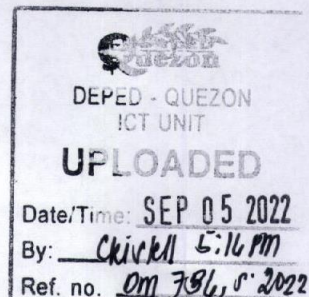 Quezon
DEPED - QUEZON
ICT UNIT
UPLOADED
Date/Time: SEP 05 2022
By: 5:16 PM
Ref. no. DM 786, s. 2022